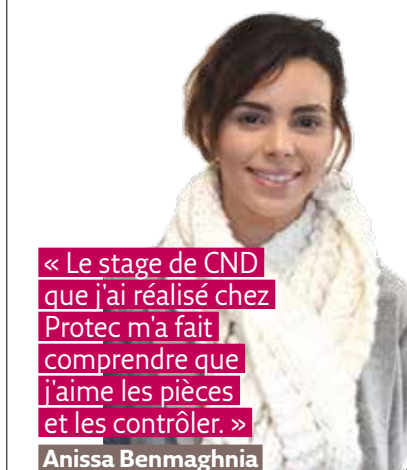 « Le stage de CND
que j'ai réalisé chez
Protec m'a fait
comprendre que
j'aime les pièces
et les contrôler. »
Anissa Benmaghnia